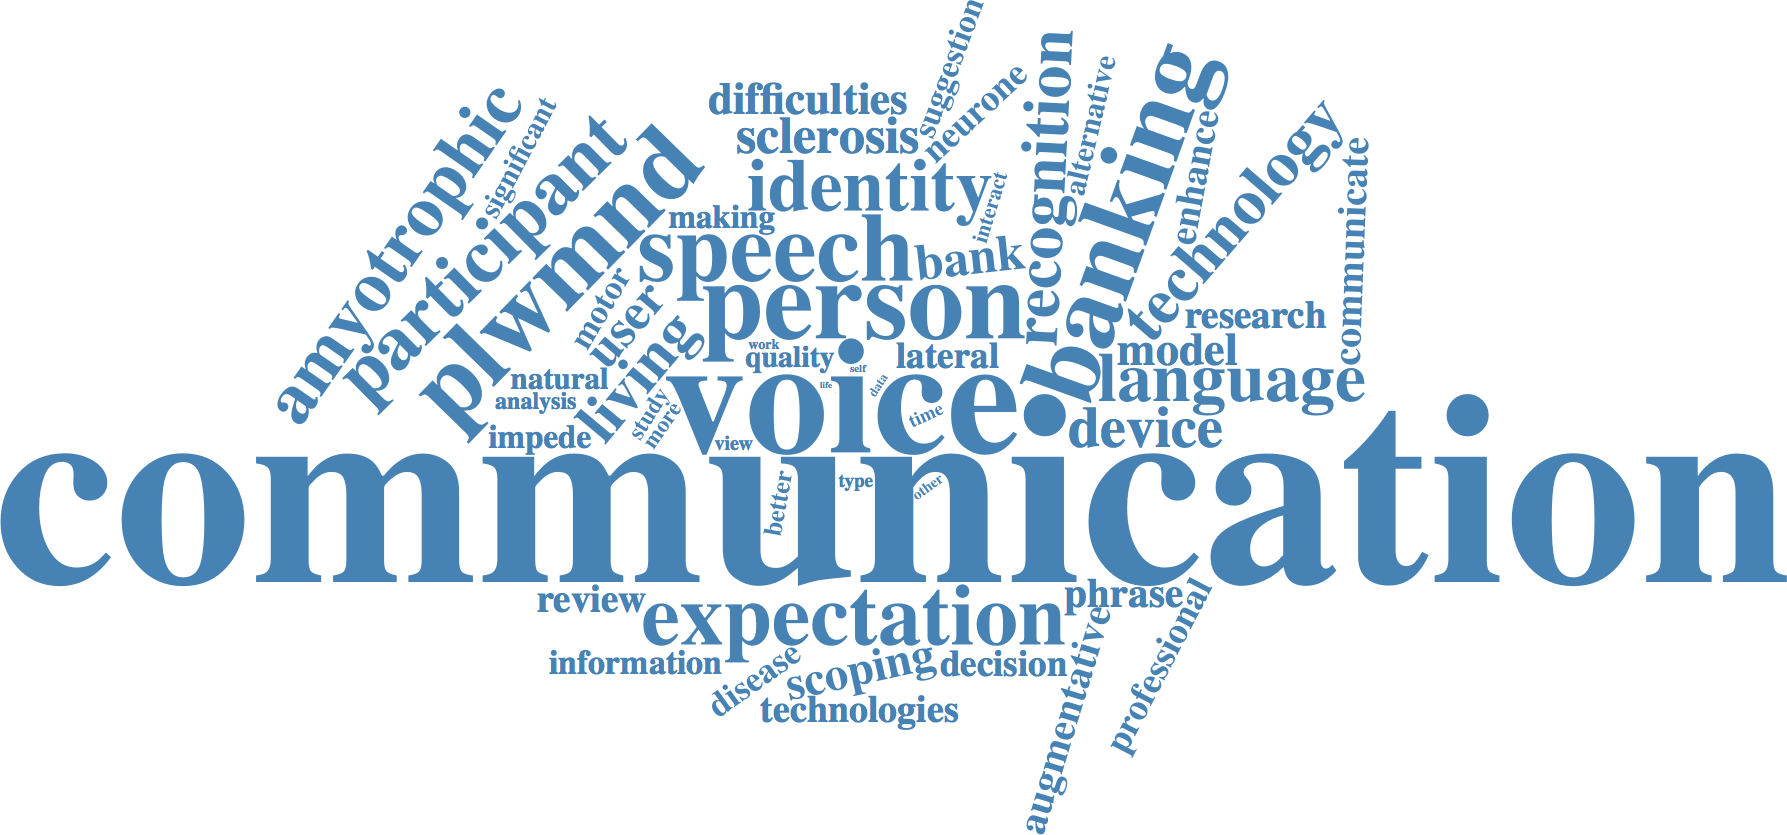 suggestion
neurone
difficulties
sclerosis
amyotrophic
significant
participant
plwmnd
identity
interact
recognition
alternative
banking
enhance
technology
communicate
making
speech
bank
motor
user
living
person
research
work
quality
lateral
model
natural
analysis
study
more
impede
self
life
data
voice
time
view
language
device
communication
better
type
other
review
expectation
phrase
professional
augmentative
information
disease
scoping
decision
technologies